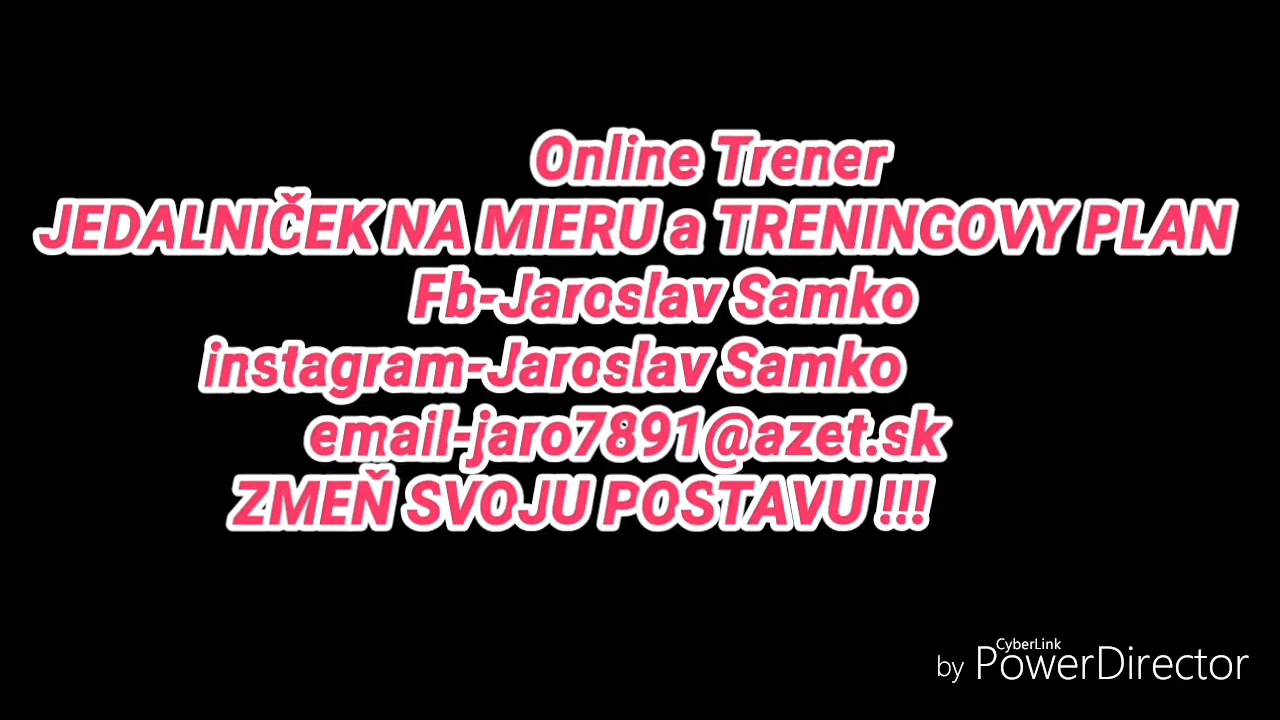 Online Trener
JEDALNIČEK NA MIERU a TRENINGOVY PLAN
Fb-Jaroslav Samko
instagram-Jaroslav Samko
email-jaro7891@azet.sk
ZMEŇ SVOJU POSTAVU !!!
CyberLink
by PowerDirector